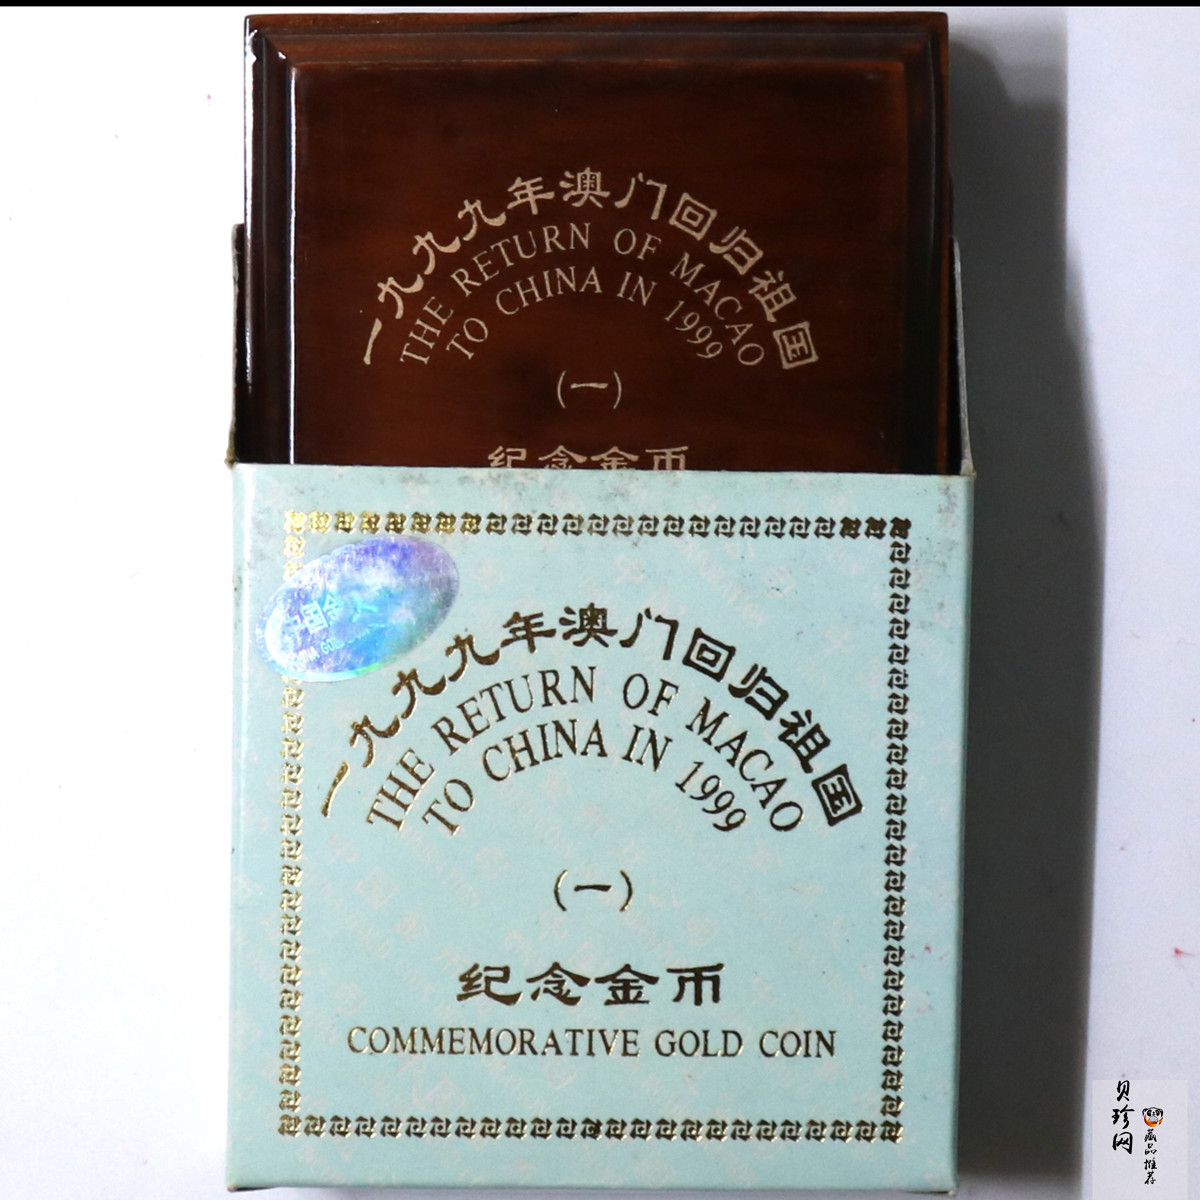 一九九九年澳门回归祖国
THE RETURN OF MACAO
TO CHINA IN 1999
(一)
纪念金币
中国金
一九九九年澳门回归祖国
THE RETURN OF MACAO
TO CHINA IN 1999
(一)
纪念金币
COMMEMORATIVE GOLD COIN
贝珍网
藏品推荐